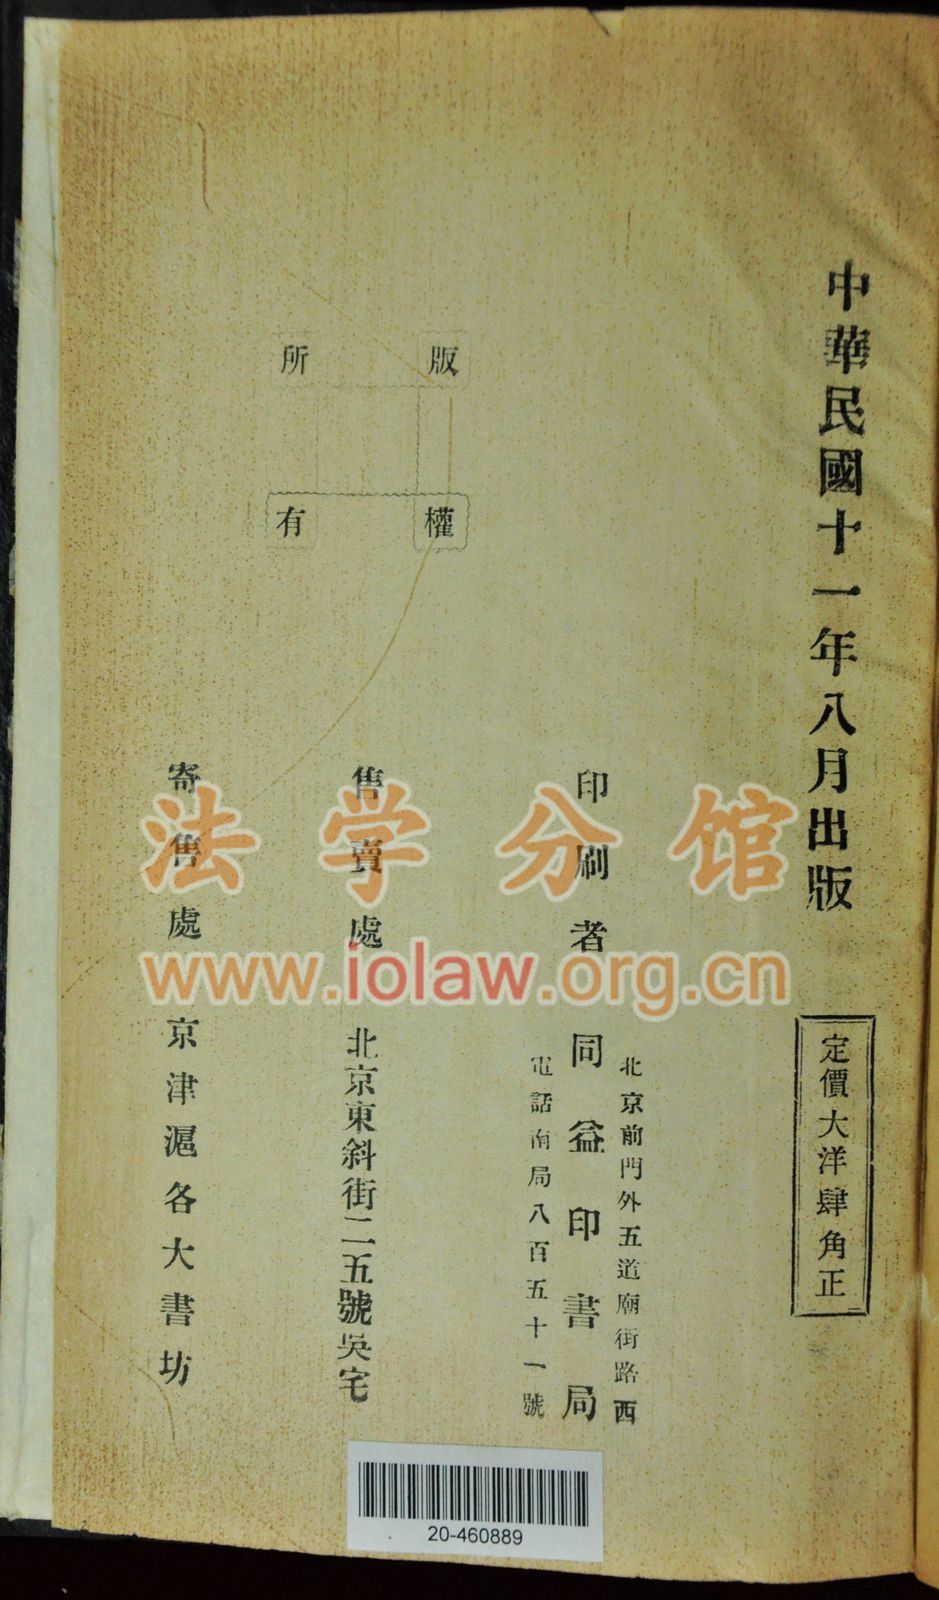 中華民國十一年八月出版
定價大洋肆角正
北京前門外五道廟街路西
印刷者 同益印書局
電話南局八百五十一號
版權所有
售賣處 北京東斜街二五號吳宅
寄售處 京津滬各大書坊
法学分馆
www.iolaw.org.cn
20-460889